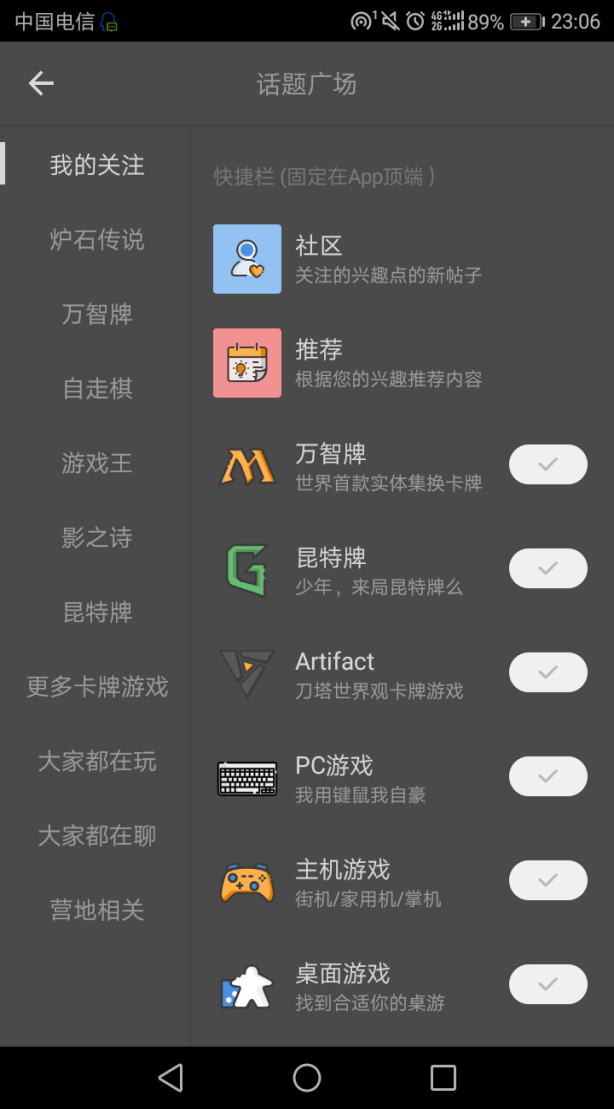 中国电信
1
4G
2G
89%
23:06
话题广场
我的关注
炉石传说
万智牌
自走棋
游戏王
影之诗
昆特牌
更多卡牌游戏
大家都在玩
大家都在聊
营地相关
快捷栏 (固定在App顶端 )
社区
关注的兴趣点的新帖子
推荐
根据您的兴趣推荐内容
万智牌
世界首款实体集换卡牌
昆特牌
少年，来局昆特牌么
Artifact
刀塔世界观卡牌游戏
PC游戏
我用键鼠我自豪
主机游戏
街机/家用机/掌机
桌面游戏
找到合适你的桌游